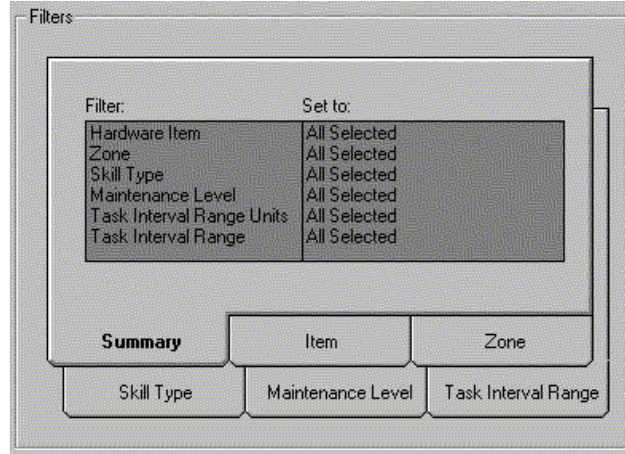 Filters
Filter: Set to:
Hardware Item All Selected
Zone All Selected
Skill Type All Selected
Maintenance Level All Selected
Task Interval Range Units All Selected
Task Interval Range All Selected
Summary Item Zone
Skill Type Maintenance Level Task Interval Range